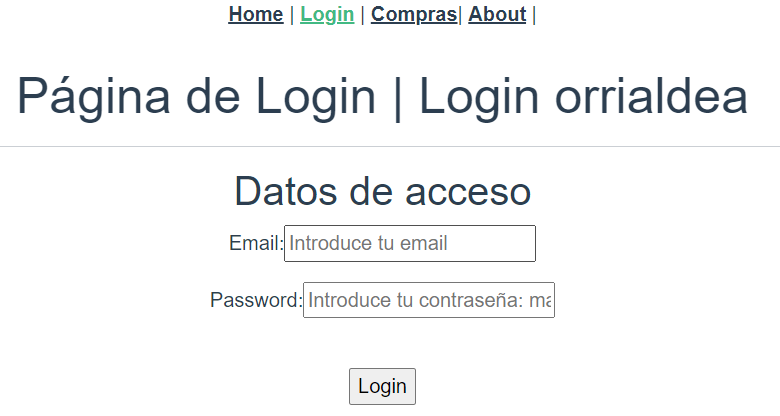 Home | Login | Compras| About |
Página de Login | Login orrialdea
Datos de acceso
Email: Introduce tu email
Password: Introduce tu contraseña:
Login